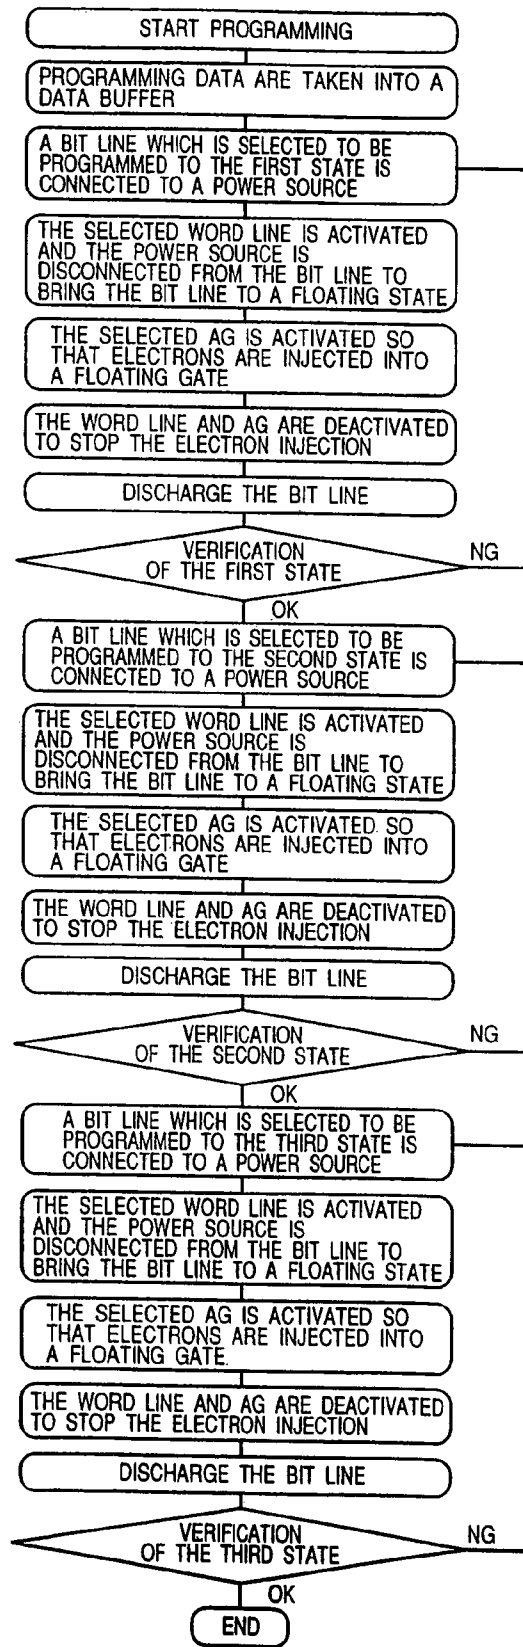 START PROGRAMMING
PROGRAMMING DATA ARE TAKEN INTO A
DATA BUFFER
A BIT LINE WHICH IS SELECTED TO BE
PROGRAMMED TO THE FIRST STATE IS
CONNECTED TO A POWER SOURCE
THE SELECTED WORD LINE IS ACTIVATED
AND THE POWER SOURCE IS
DISCONNECTED FROM THE BIT LINE TO
BRING THE BIT LINE TO A FLOATING STATE
THE SELECTED AG IS ACTIVATED SO
THAT ELECTRONS ARE INJECTED INTO
A FLOATING GATE
THE WORD LINE AND AG ARE DEACTIVATED
TO STOP THE ELECTRON INJECTION
DISCHARGE THE BIT LINE
VERIFICATION
OF THE FIRST STATE
NG
OK
A BIT LINE WHICH IS SELECTED TO BE
PROGRAMMED TO THE SECOND STATE IS
CONNECTED TO A POWER SOURCE
THE SELECTED WORD LINE IS ACTIVATED
AND THE POWER SOURCE IS
DISCONNECTED FROM THE BIT LINE TO
BRING THE BIT LINE TO A FLOATING STATE
THE SELECTED AG IS ACTIVATED SO
THAT ELECTRONS ARE INJECTED INTO
A FLOATING GATE
THE WORD LINE AND AG ARE DEACTIVATED
TO STOP THE ELECTRON INJECTION
DISCHARGE THE BIT LINE
VERIFICATION
OF THE SECOND STATE
NG
OK
A BIT LINE WHICH IS SELECTED TO BE
PROGRAMMED TO THE THIRD STATE IS
CONNECTED TO A POWER SOURCE
THE SELECTED WORD LINE IS ACTIVATED
AND THE POWER SOURCE IS
DISCONNECTED FROM THE BIT LINE TO
BRING THE BIT LINE TO A FLOATING STATE
THE SELECTED AG IS ACTIVATED SO
THAT ELECTRONS ARE INJECTED INTO
A FLOATING GATE.
THE WORD LINE AND AG ARE DEACTIVATED
TO STOP THE ELECTRON INJECTION
DISCHARGE THE BIT LINE
VERIFICATION
OF THE THIRD STATE
NG
OK
END